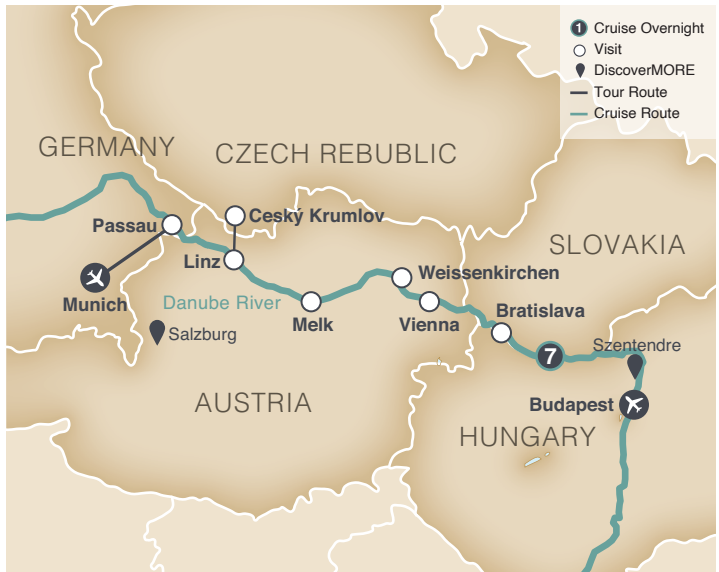 1 Cruise Overnight
Visit
DiscoverMORE
Tour Route
Cruise Route
GERMANY
CZECH REBUBLIC
Passau
Ceský Krumlov
SLOVAKIA
Linz
Weissenkirchen
Munich
Danube River
Melk
Vienna
Bratislava
Salzburg
7
Szentendre
AUSTRIA
Budapest
HUNGARY